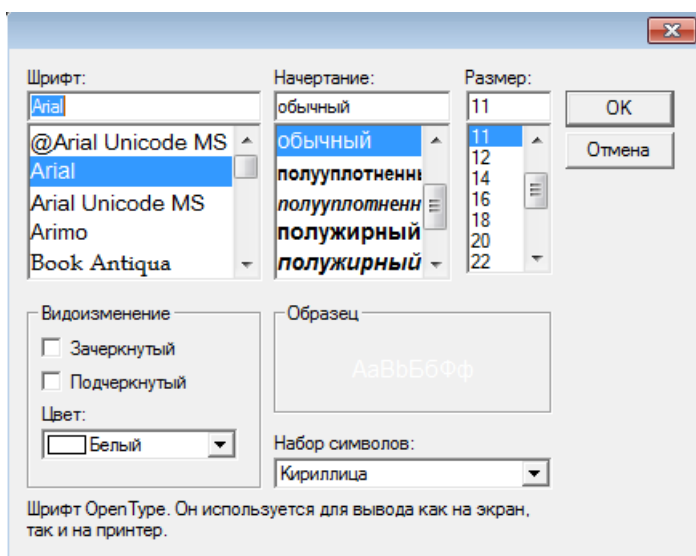 Шрифт:
Начертание:
Размер:
Arial
обычный
11
OK
Отмена
@Arial Unicode MS
Arial
Arial Unicode MS
Arimo
Book Antiqua
обычный
полууплотненны
полууплотненн
полужирный
полужирный
11
12
14
16
18
20
22
Видоизменение
Зачеркнутый
Подчеркнутый
Цвет:
Белый
Образец
AaBbБбФф
Набор символов:
Кириллица
Шрифт OpenType. Он используется для вывода как на экран,
так и на принтер.